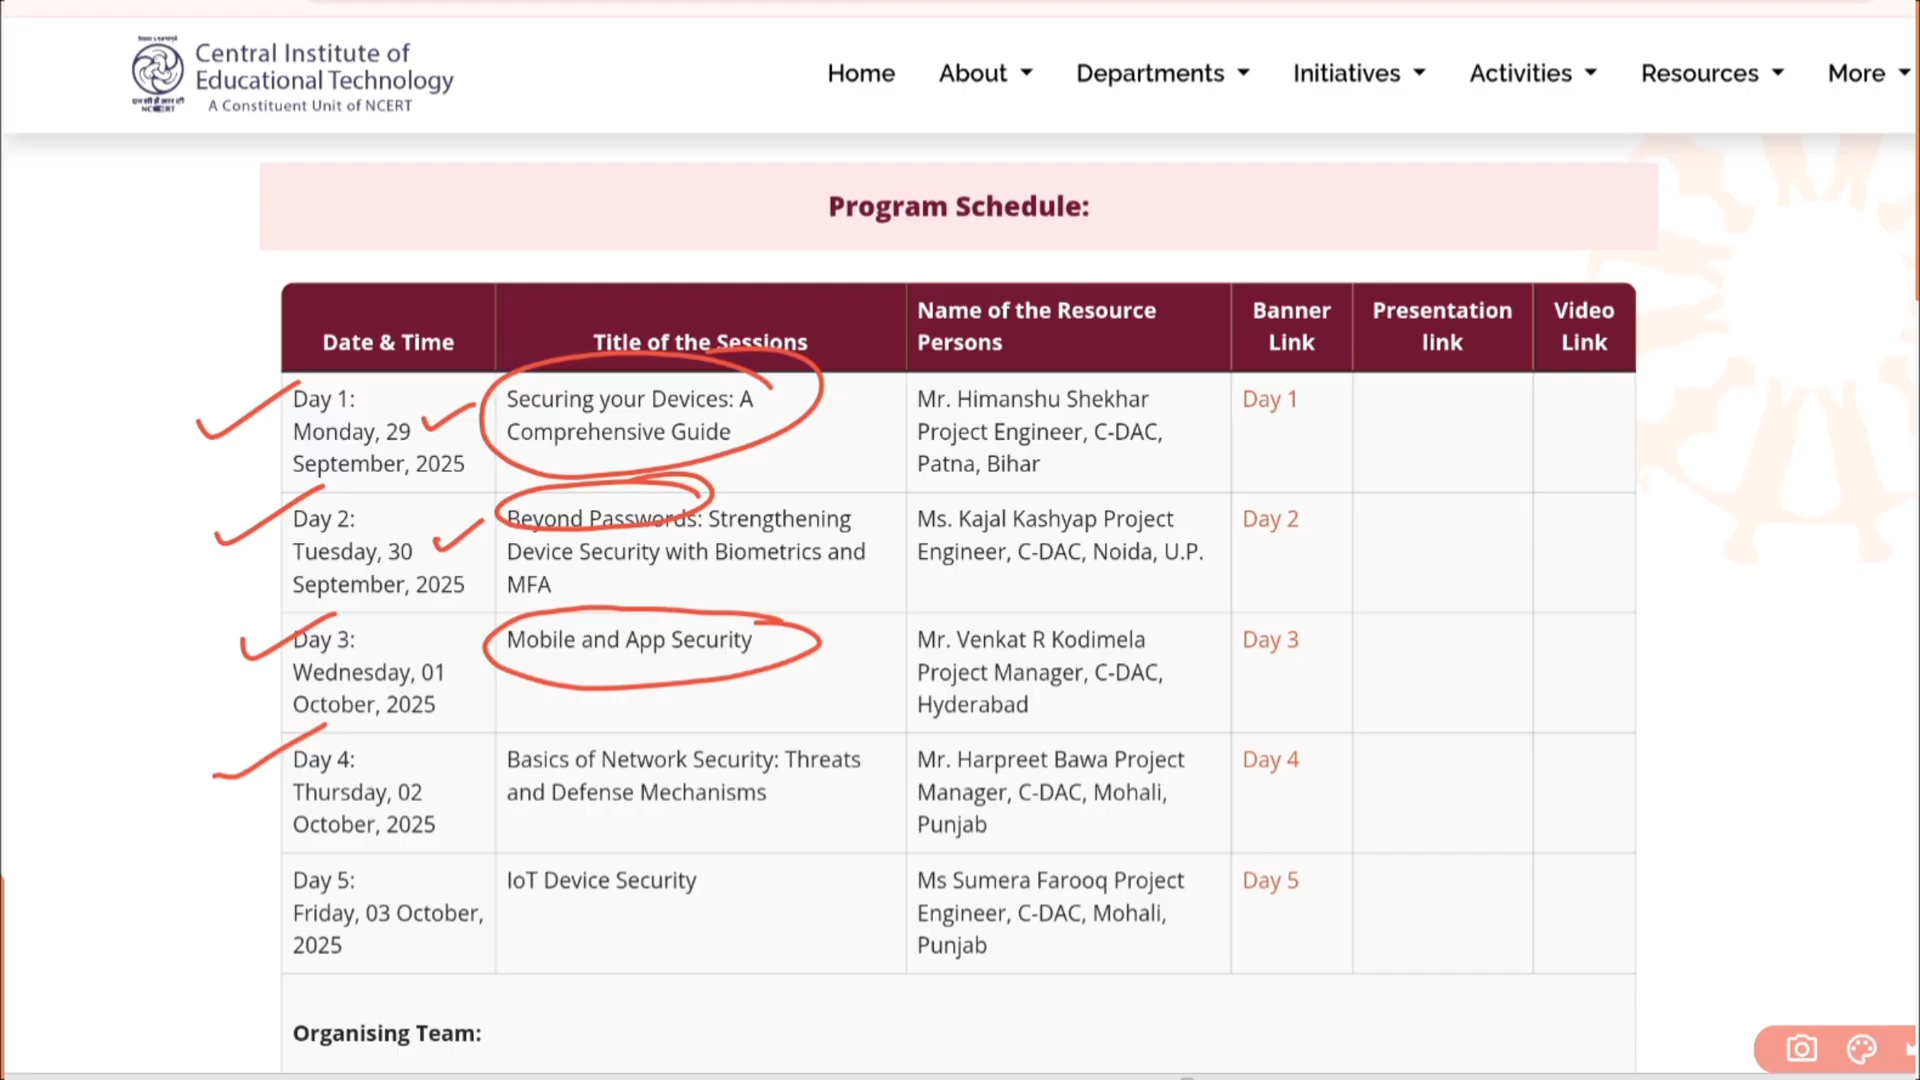 Central Institute of
Educational Technology
A Constituent Unit of NCERT
Home About Departments Initiatives Activities Resources More
Program Schedule:
Date & Time
Title of the Sessions
Name of the Resource
Persons
Banner
Link
Presentation
link
Video
Link
Day 1:
Monday, 29
September, 2025
Securing your Devices: A
Comprehensive Guide
Mr. Himanshu Shekhar
Project Engineer, C-DAC,
Patna, Bihar
Day 1
Day 2:
Tuesday, 30
September, 2025
Beyond Passwords: Strengthening
Device Security with Biometrics and
MFA
Ms. Kajal Kashyap Project
Engineer, C-DAC, Noida, U.P.
Day 2
Day 3:
Wednesday, 01
October, 2025
Mobile and App Security
Mr. Venkat R Kodimela
Project Manager, C-DAC,
Hyderabad
Day 3
Day 4:
Thursday, 02
October, 2025
Basics of Network Security: Threats
and Defense Mechanisms
Mr. Harpreet Bawa Project
Manager, C-DAC, Mohali,
Punjab
Day 4
Day 5:
Friday, 03 October,
2025
IoT Device Security
Ms Sumera Farooq Project
Engineer, C-DAC, Mohali,
Punjab
Day 5
Organising Team: